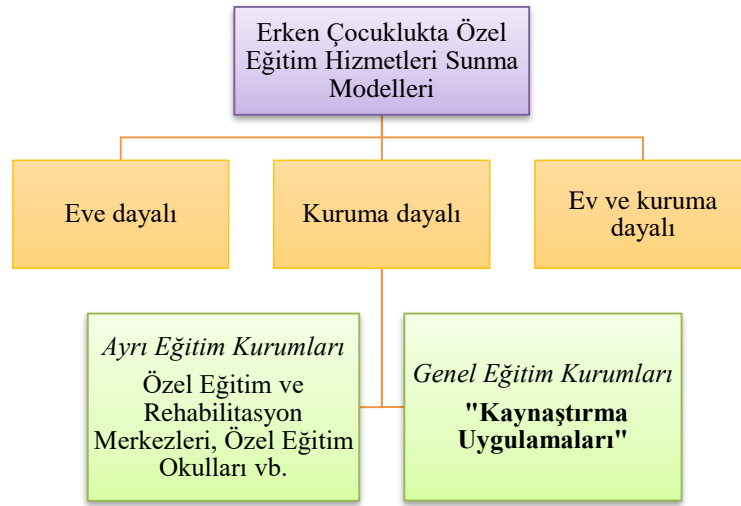 Erken Çocuklukta Özel
Eğitim Hizmetleri Sunma
Modelleri
Eve dayalı
Kuruma dayalı
Ev ve kuruma
dayalı
Ayrı Eğitim Kurumları
Özel Eğitim ve
Rehabilitasyon
Merkezleri, Özel Eğitim
Okulları vb.
Genel Eğitim Kurumları
"Kaynaştırma
Uygulamaları"